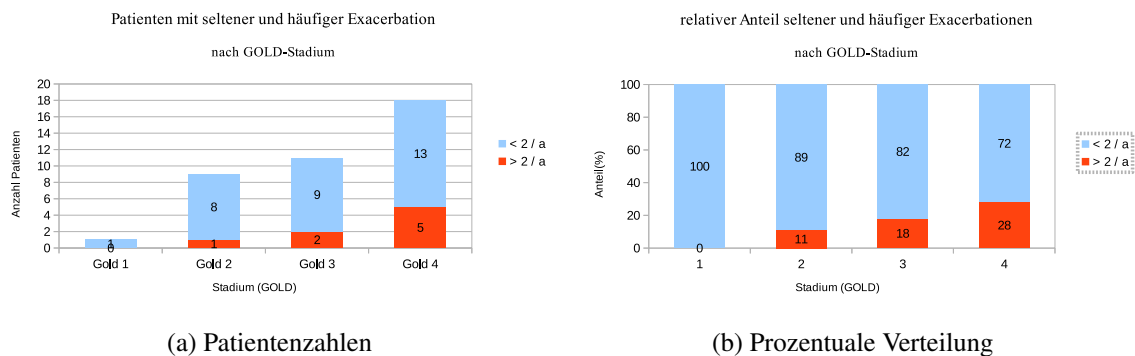 Patienten mit seltener und häufiger Exacerbation
nach GOLD-Stadium
20
18
16
14
12
10
8
6
4
2
0
Anzahl Patienten
1
0
8
1
9
2
13
5
Gold 1 Gold 2 Gold 3 Gold 4
Stadium (GOLD)
< 2 / a
> 2 / a
(a) Patientenzahlen
relativer Anteil seltener und häufiger Exacerbationen
nach GOLD-Stadium
100
80
60
40
20
0
Anteil(%)
100
0
89
11
82
18
72
28
1 2 3 4
Stadium (GOLD)
< 2 / a
> 2 / a
(b) Prozentuale Verteilung